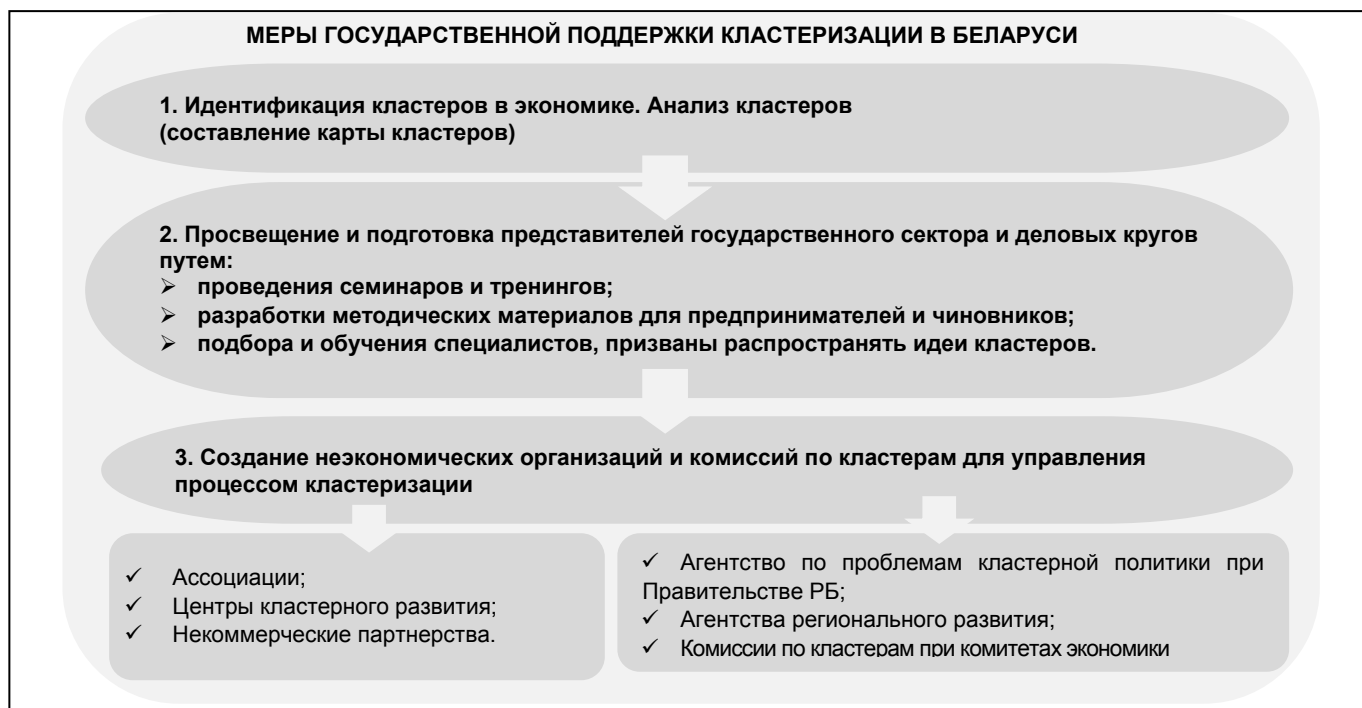 МЕРЫ ГОСУДАРСТВЕННОЙ ПОДДЕРЖКИ КЛАСТЕРИЗАЦИИ В БЕЛАРУСИ
1. Идентификация кластеров в экономике. Анализ кластеров
(составление карты кластеров)
2. Просвещение и подготовка представителей государственного сектора и деловых кругов
путем:
➢ проведения семинаров и тренингов;
➢ разработки методических материалов для предпринимателей и чиновников;
➢ подбора и обучения специалистов, призваны распространять идеи кластеров.
3. Создание неэкономических организаций и комиссий по кластерам для управления
процессом кластеризации
✓ Ассоциации;
✓ Центры кластерного развития;
✓ Некоммерческие партнерства.
✓ Агентство по проблемам кластерной политики при
Правительстве РБ;
✓ Агентства регионального развития;
✓ Комиссии по кластерам при комитетах экономики